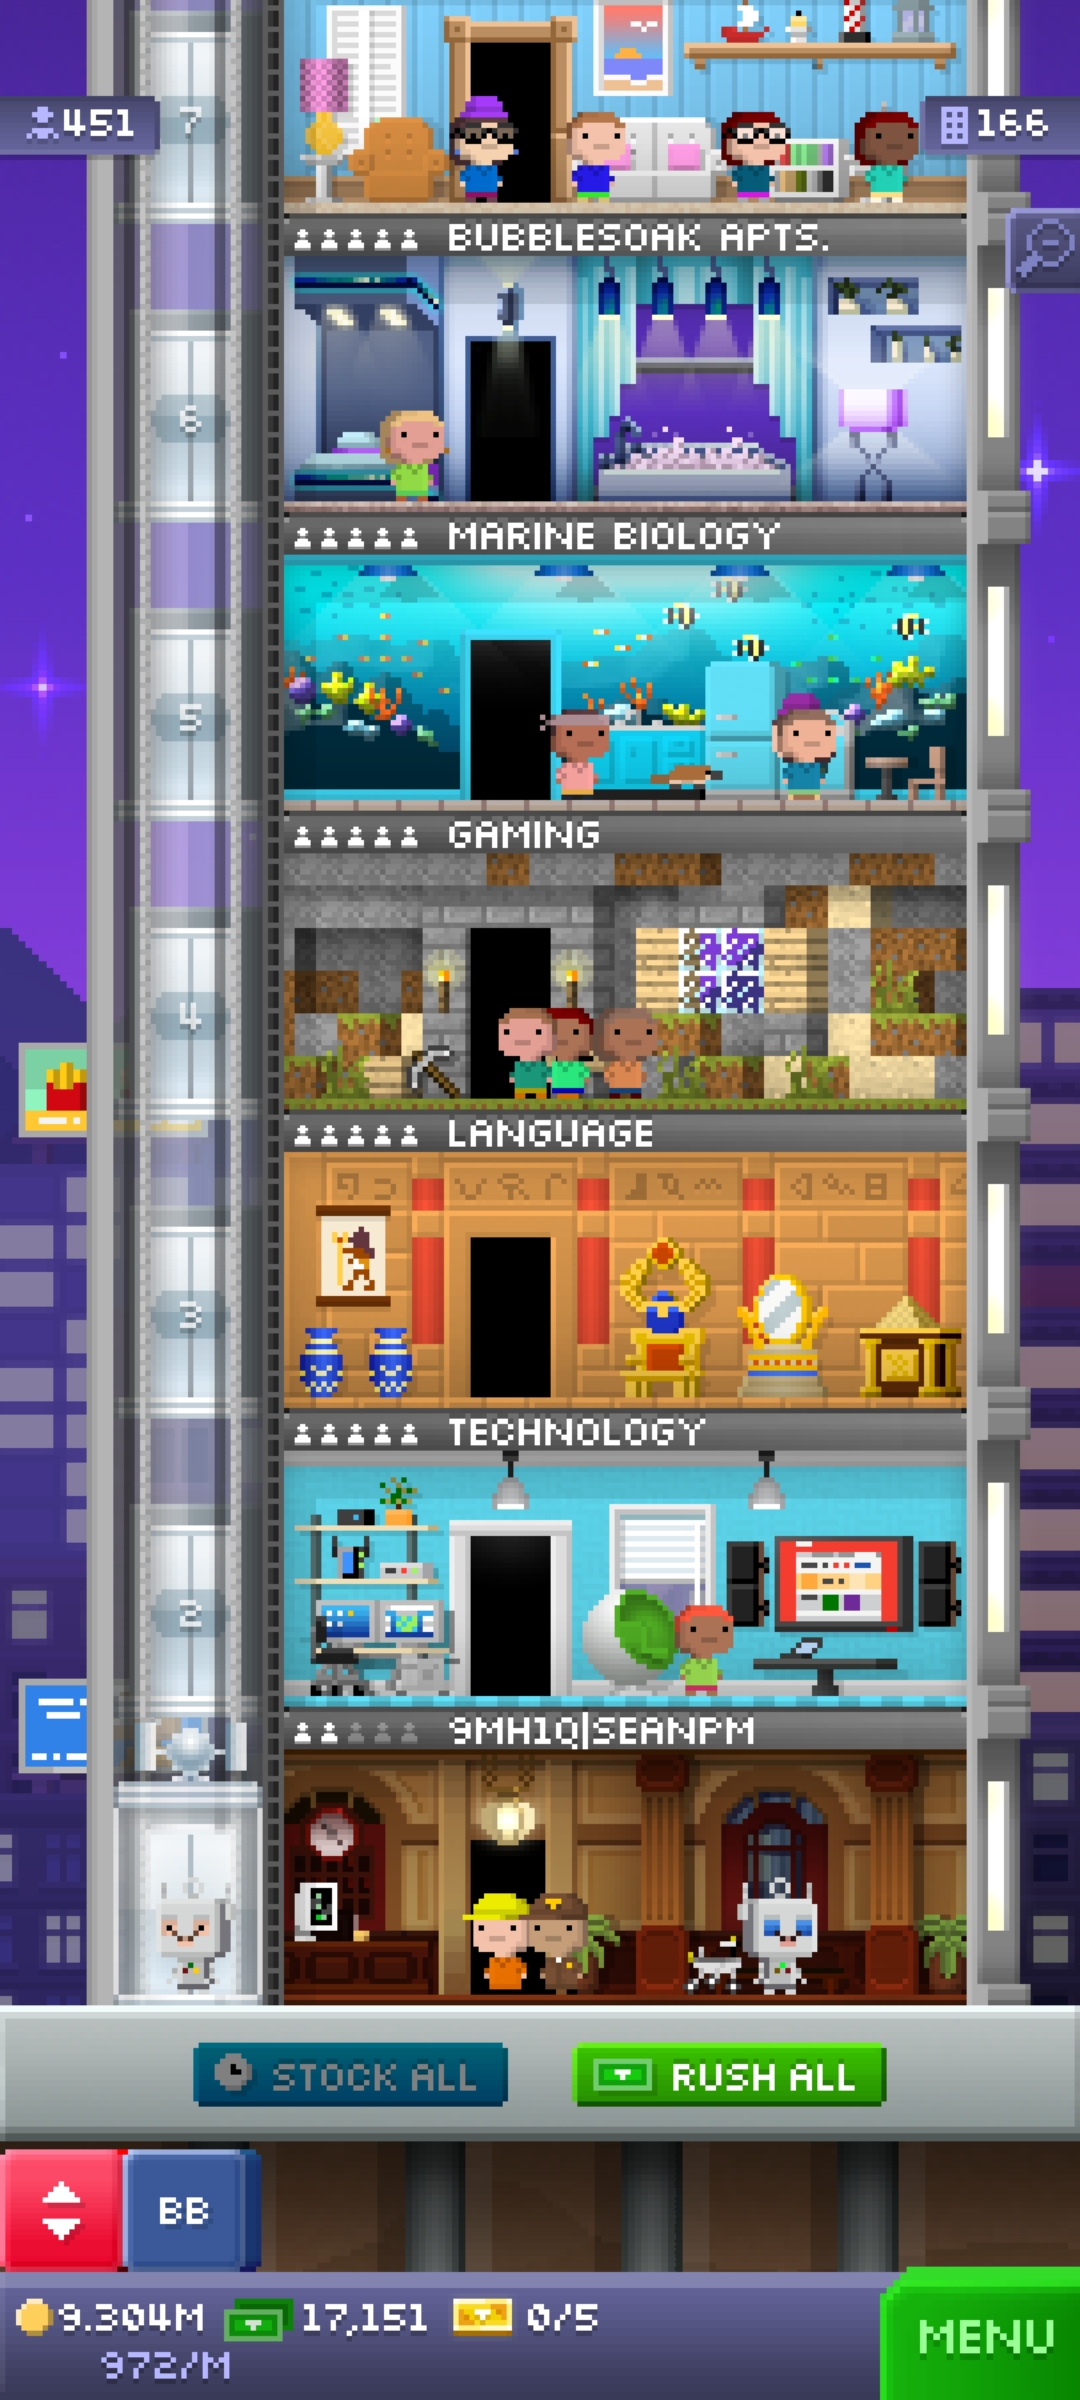 7
451
166
BUBBLESOAK APTS.
6
MARINE BIOLOGY
5
GAMING
4
LANGUAGE
3
TECHNOLOGY
2
9MH1Q|SEANPM
STOCK ALL
RUSH ALL
BB
9.304M 17,151 0/5
972/M
MENU